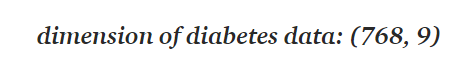 dimension of diabetes data: (768, 9)